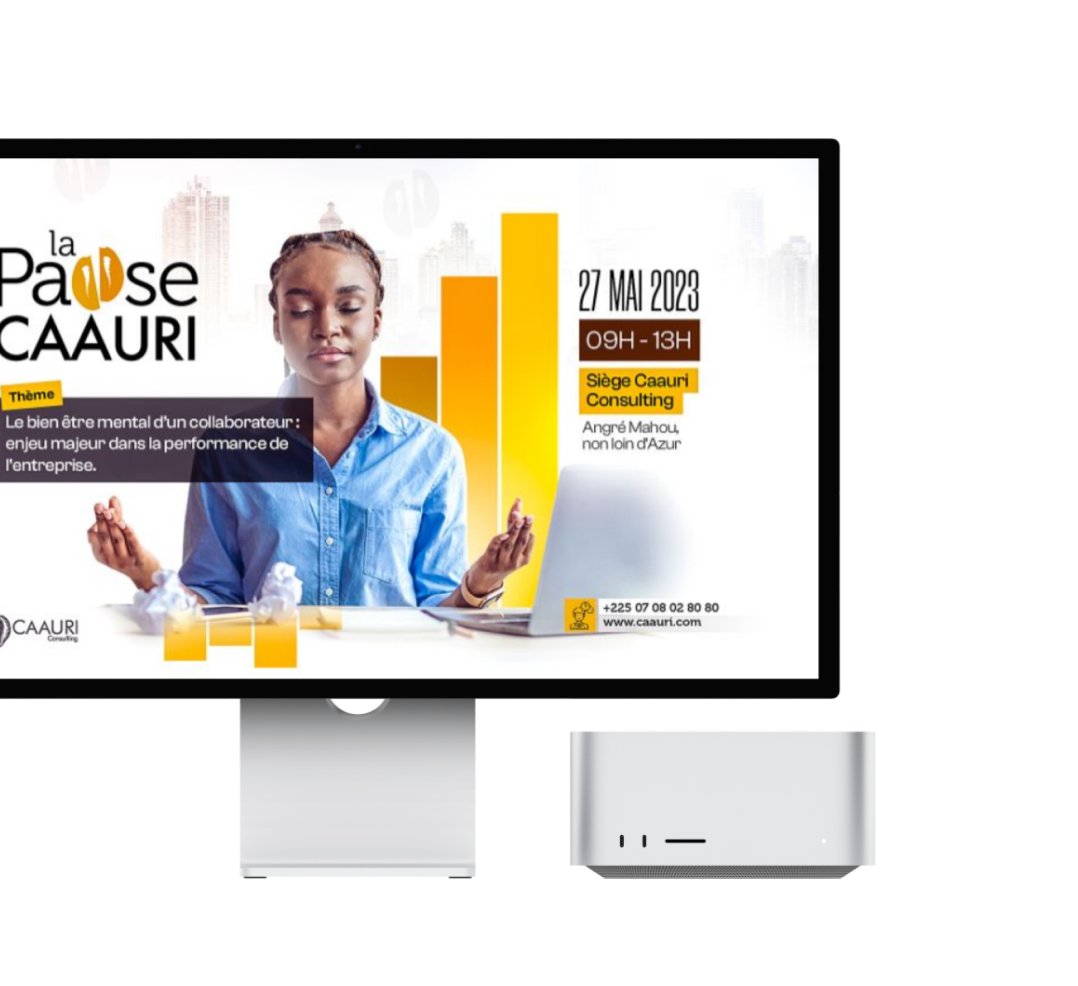 la
Pause
CAAURI
Thème
Le bien être mental d'un collaborateur :
enjeu majeur dans la performance de
l'entreprise.
27 MAI 2023
09H - 13H
Siège Caauri
Consulting
Angré Mahou,
non loin d'Azur
CAAURI
Consulting
+225 07 08 02 80 80
www.caauri.com